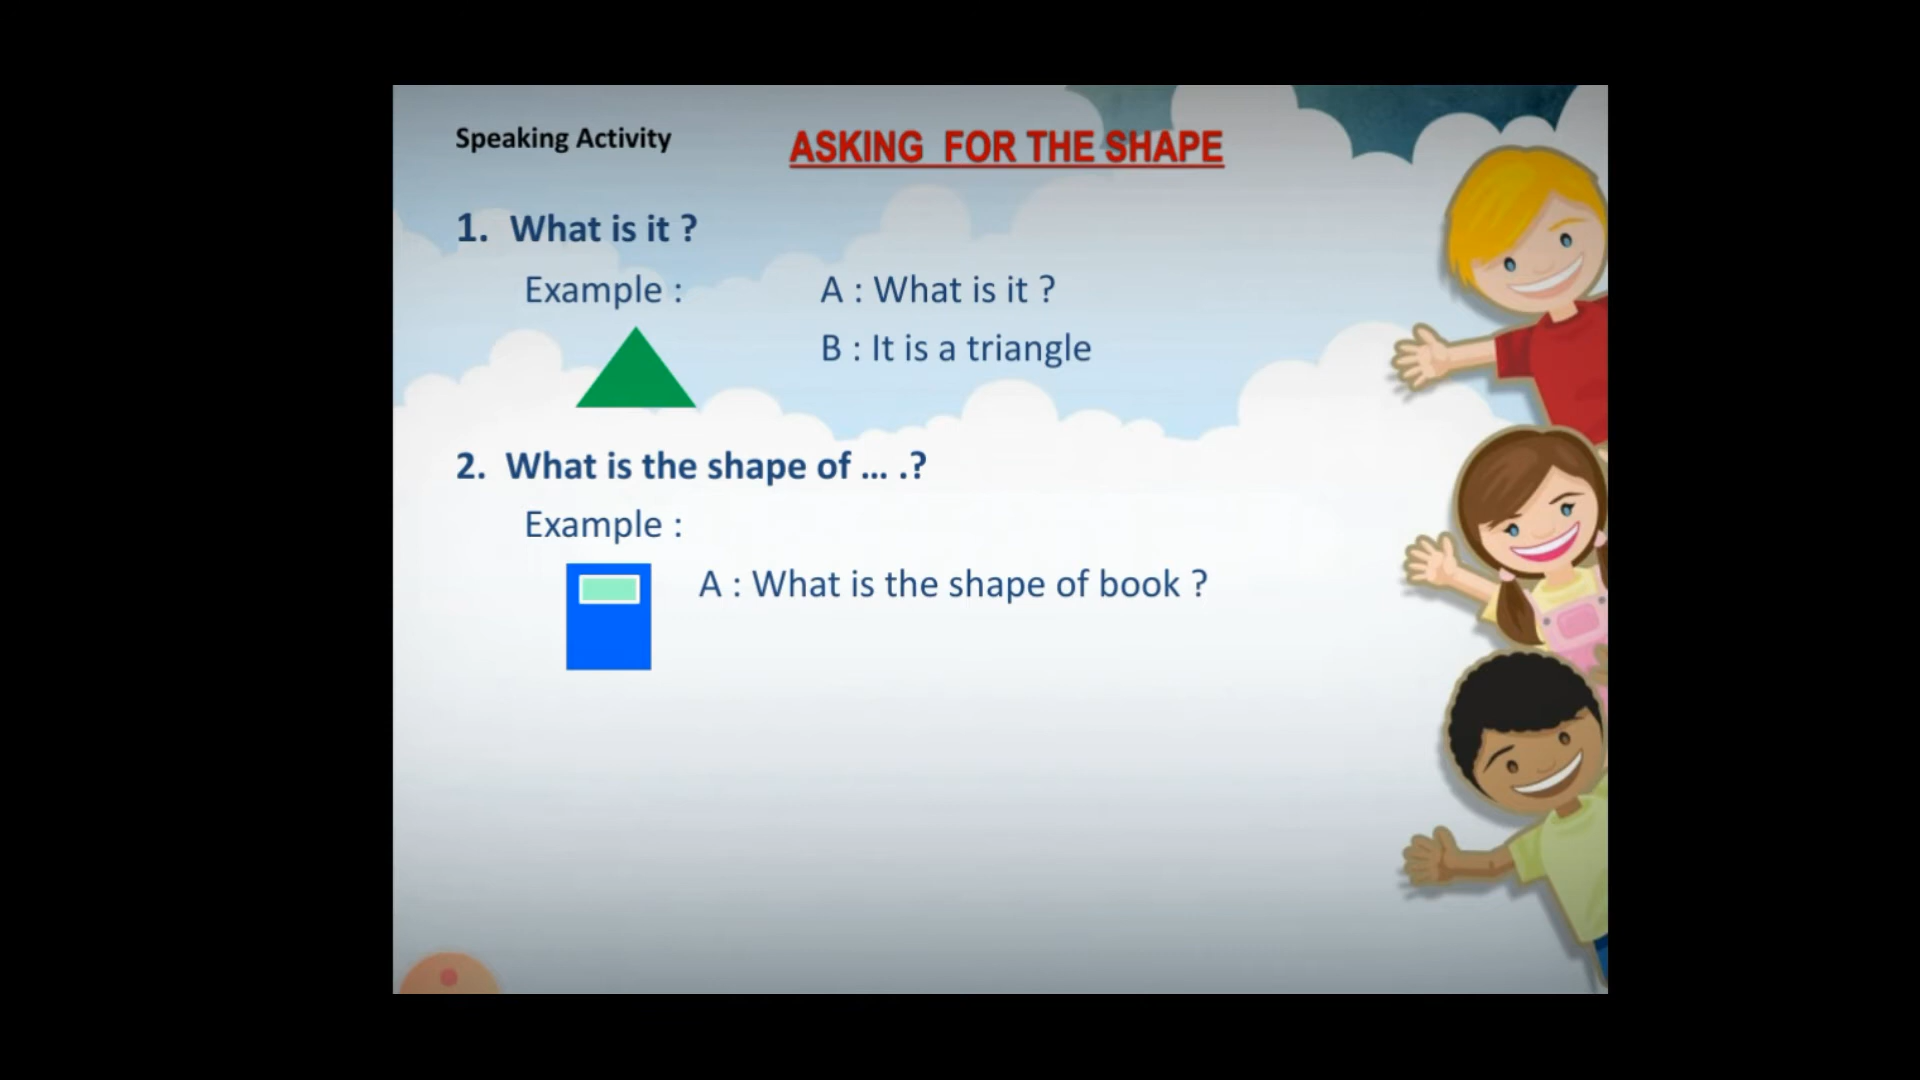 Speaking Activity
ASKING FOR THE SHAPE
1. What is it ?
Example :
A : What is it ?
B : It is a triangle
2. What is the shape of ... .?
Example :
A : What is the shape of book ?